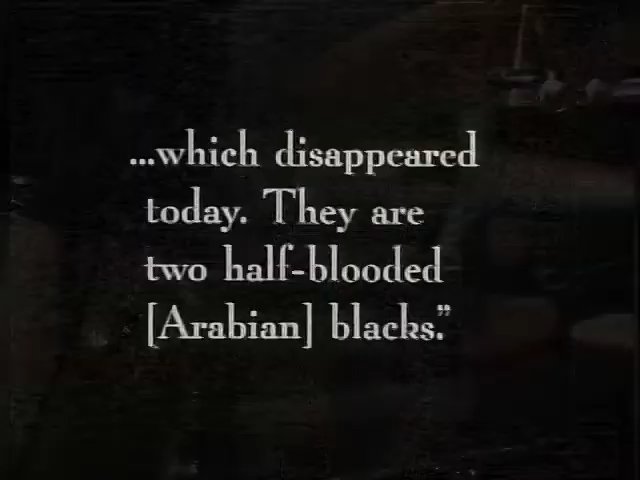 ...which disappeared
today. They are
two half-blooded
[Arabian] blacks."